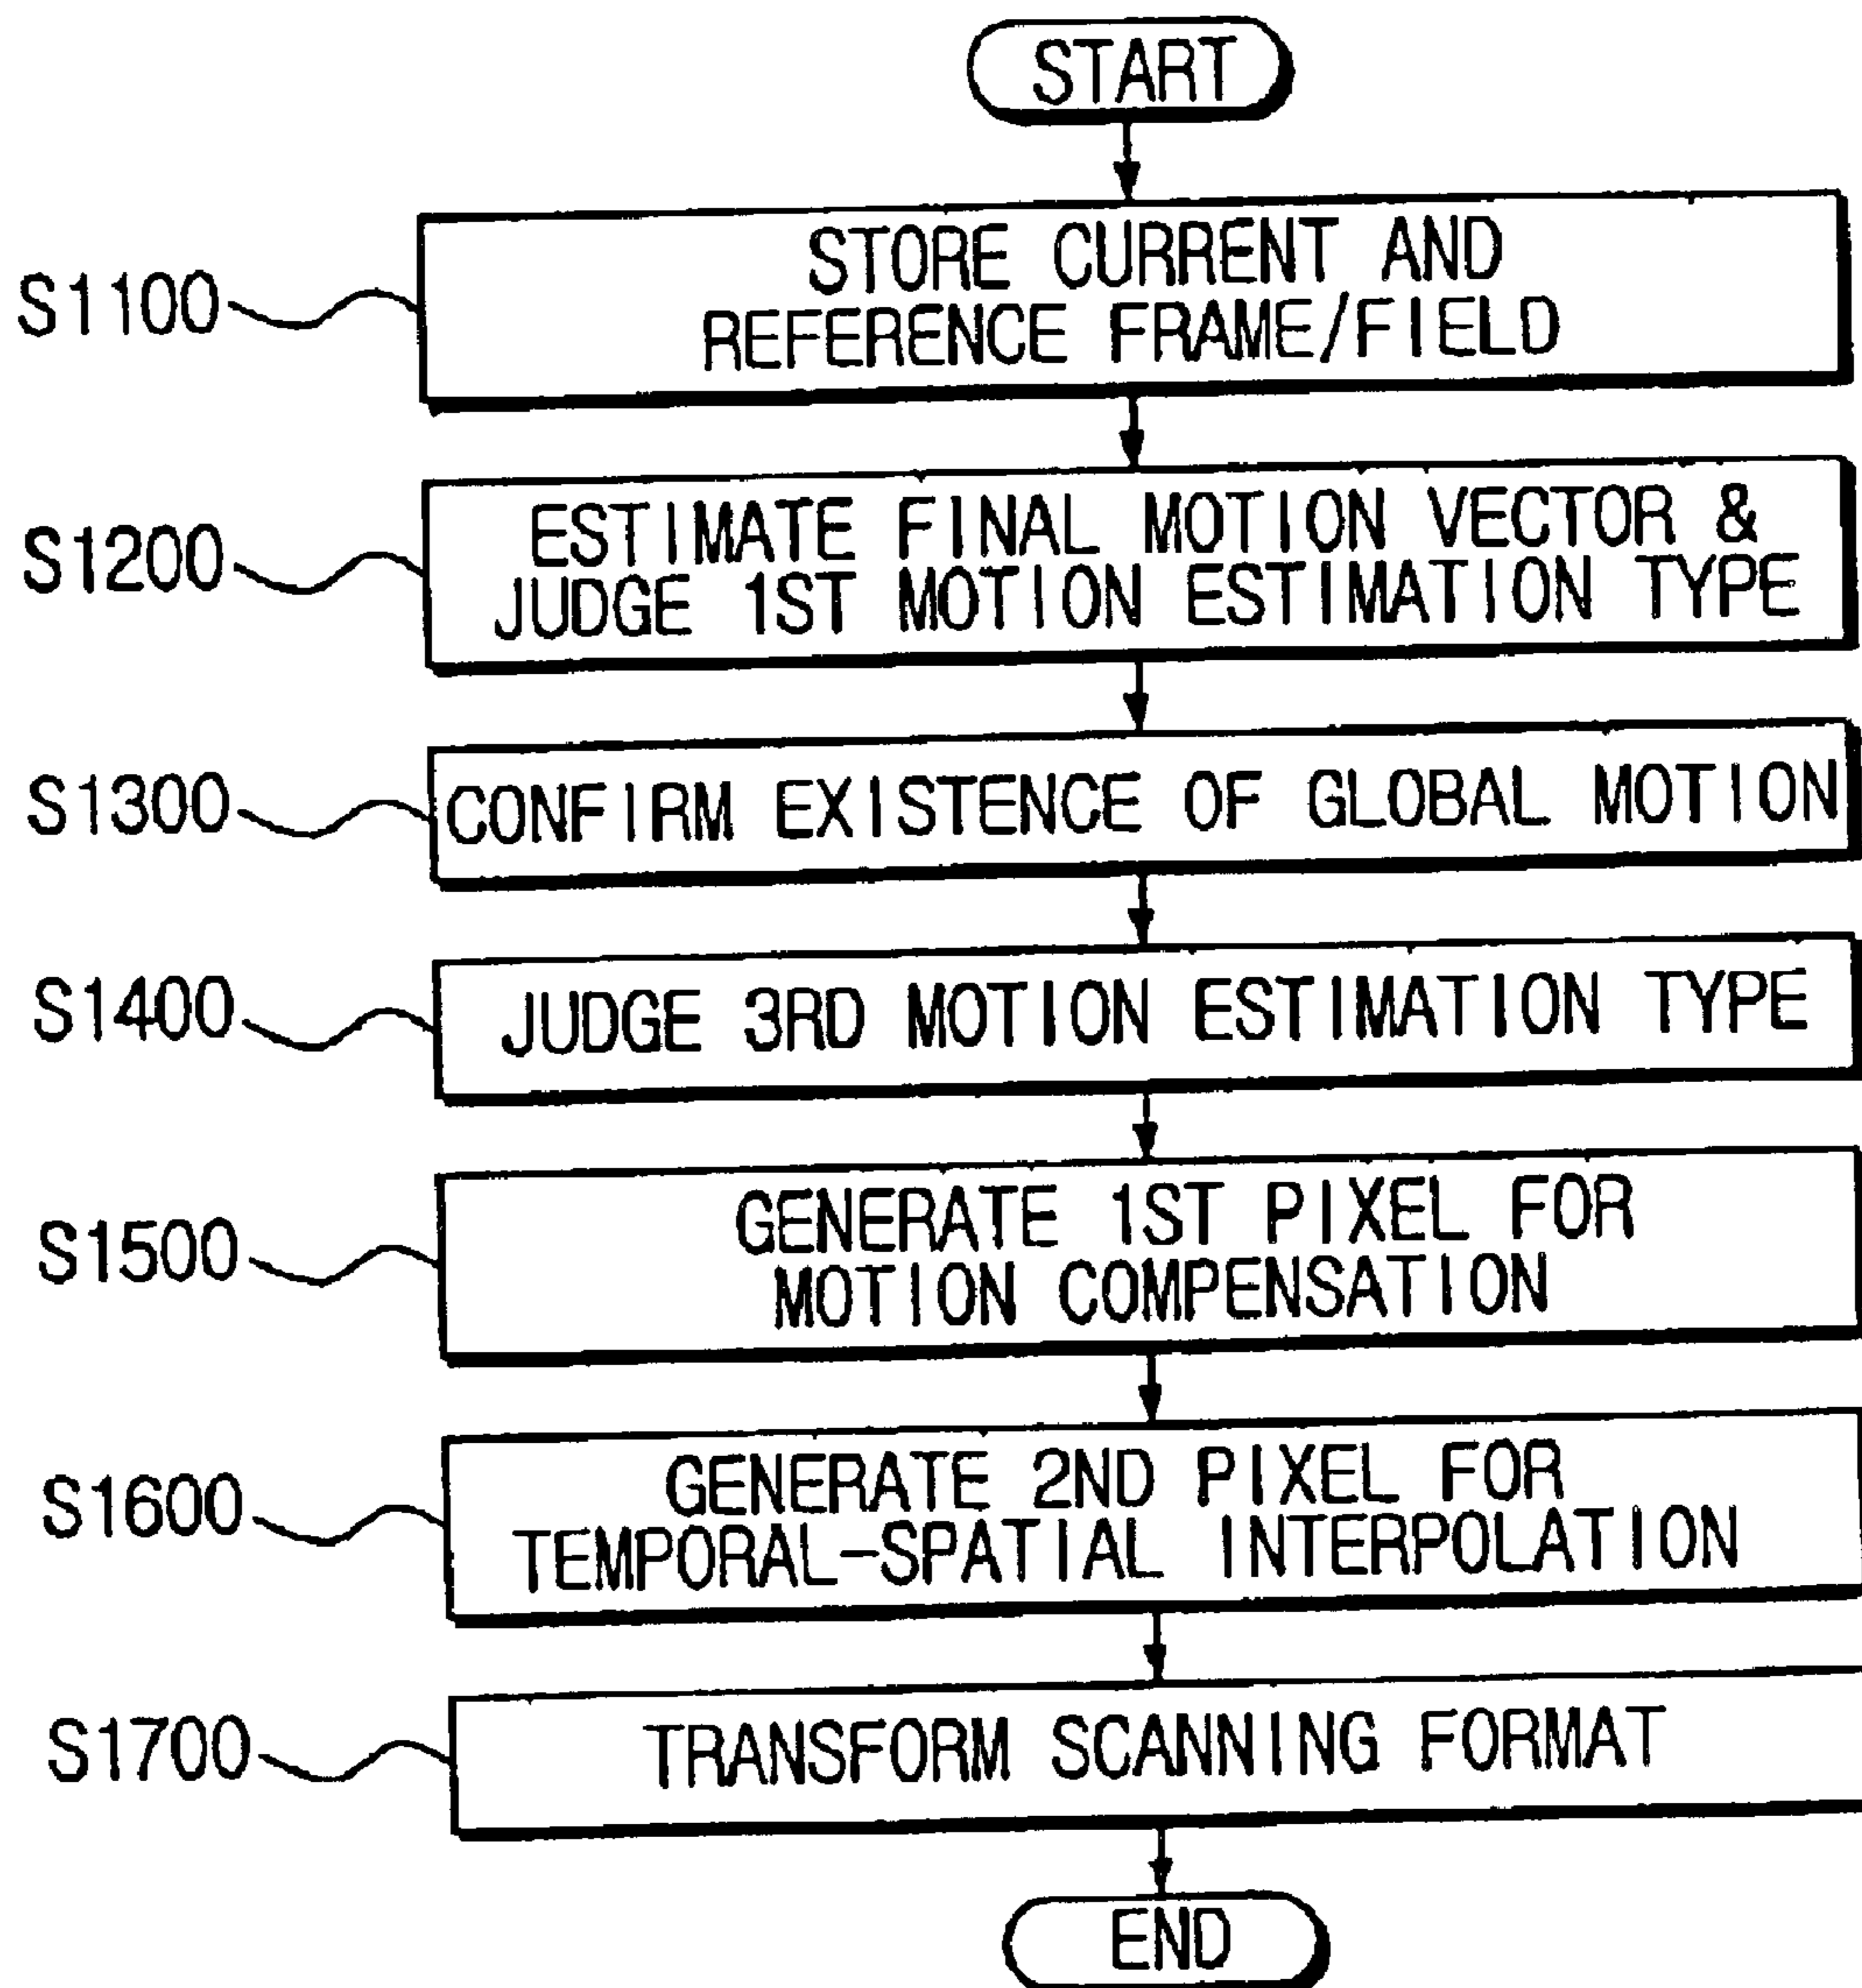 START
S1100
STORE CURRENT AND
REFERENCE FRAME/FIELD
S1200
ESTIMATE FINAL MOTION VECTOR &
JUDGE 1ST MOTION ESTIMATION TYPE
S1300
CONFIRM EXISTENCE OF GLOBAL MOTION
S1400
JUDGE 3RD MOTION ESTIMATION TYPE
S1500
GENERATE 1ST PIXEL FOR
MOTION COMPENSATION
S1600
GENERATE 2ND PIXEL FOR
TEMPORAL-SPATIAL INTERPOLATION
S1700
TRANSFORM SCANNING FORMAT
END